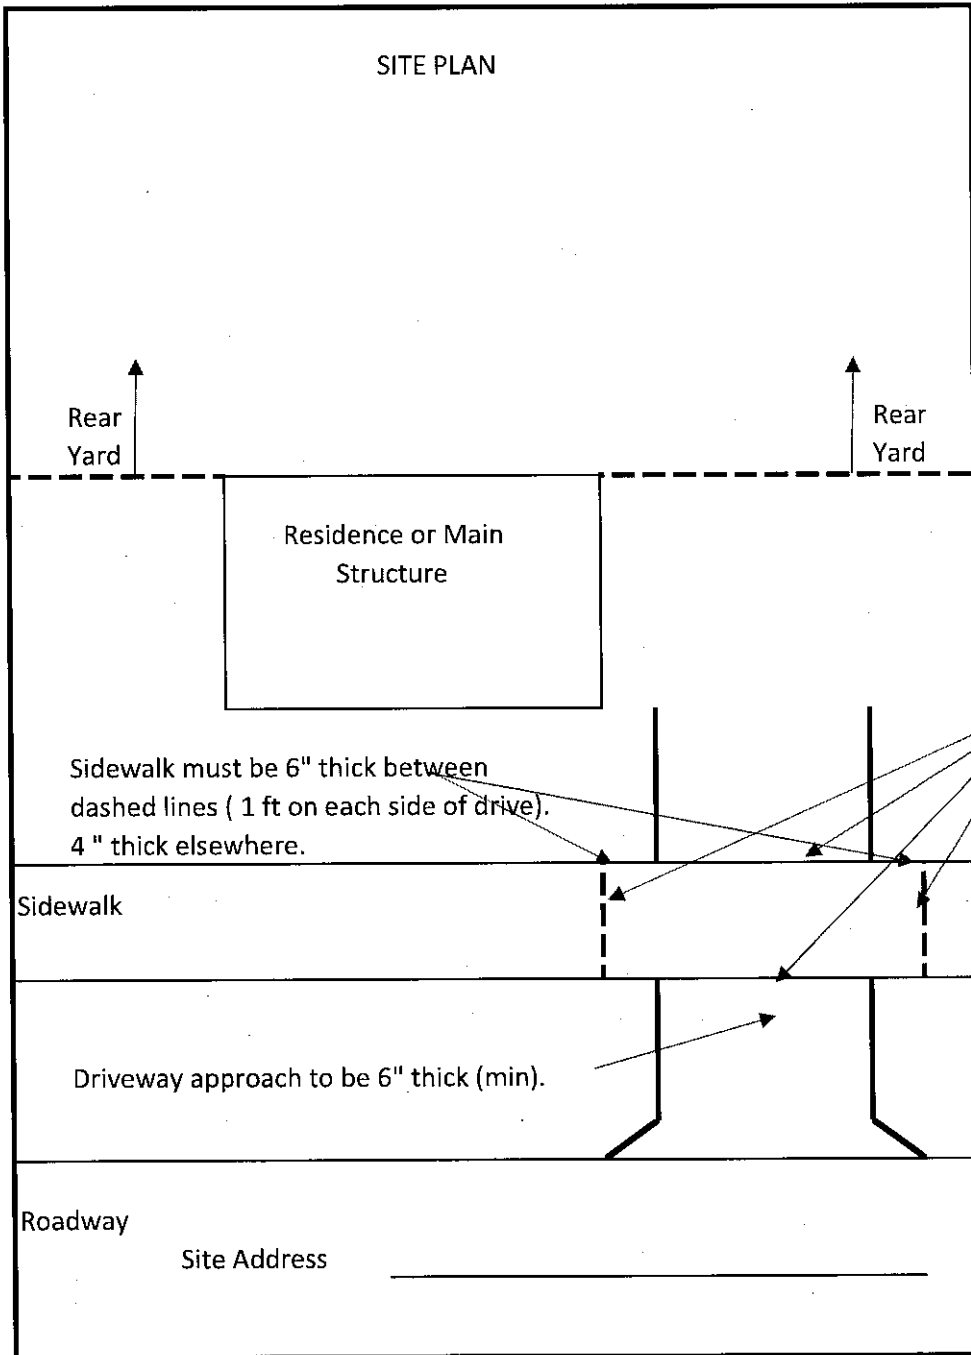 SITE PLAN
Rear
Yard
Rear
Yard
Residence or Main
Structure
Sidewalk must be 6" thick between
dashed lines ( 1 ft on each side of drive).
4 " thick elsewhere.
Sidewalk
Driveway approach to be 6" thick (min).
Roadway
Site Address